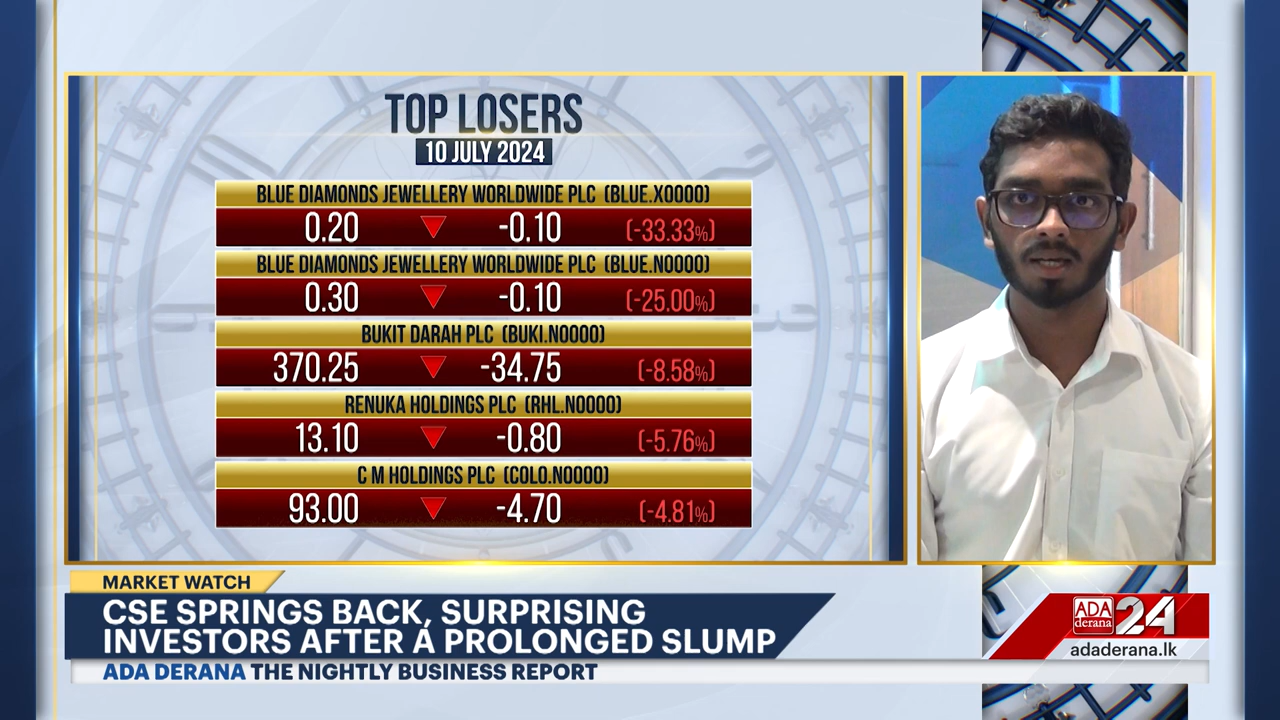 TOP LOSERS
10 JULY 2024
BLUE DIAMONDS JEWELLERY WORLDWIDE PLC (BLUE.X0000)
0.20 ▼ -0.10 (-33.33%)
BLUE DIAMONDS JEWELLERY WORLDWIDE PLC (BLUE.N0000)
0.30 ▼ -0.10 (-25.00%)
BUKIT DARAH PLC (BUKI.N0000)
370.25 ▼ -34.75 (-8.58%)
RENUKA HOLDINGS PLC (RHL.N0000)
13.10 ▼ -0.80 (-5.76%)
C M HOLDINGS PLC (COLO.N0000)
93.00 ▼ -4.70 (-4.81%)
MARKET WATCH
CSE SPRINGS BACK, SURPRISING
INVESTORS AFTER A PROLONGED SLUMP
ADA DERANA THE NIGHTLY BUSINESS REPORT
ADA
derana
24
adaderana.lk